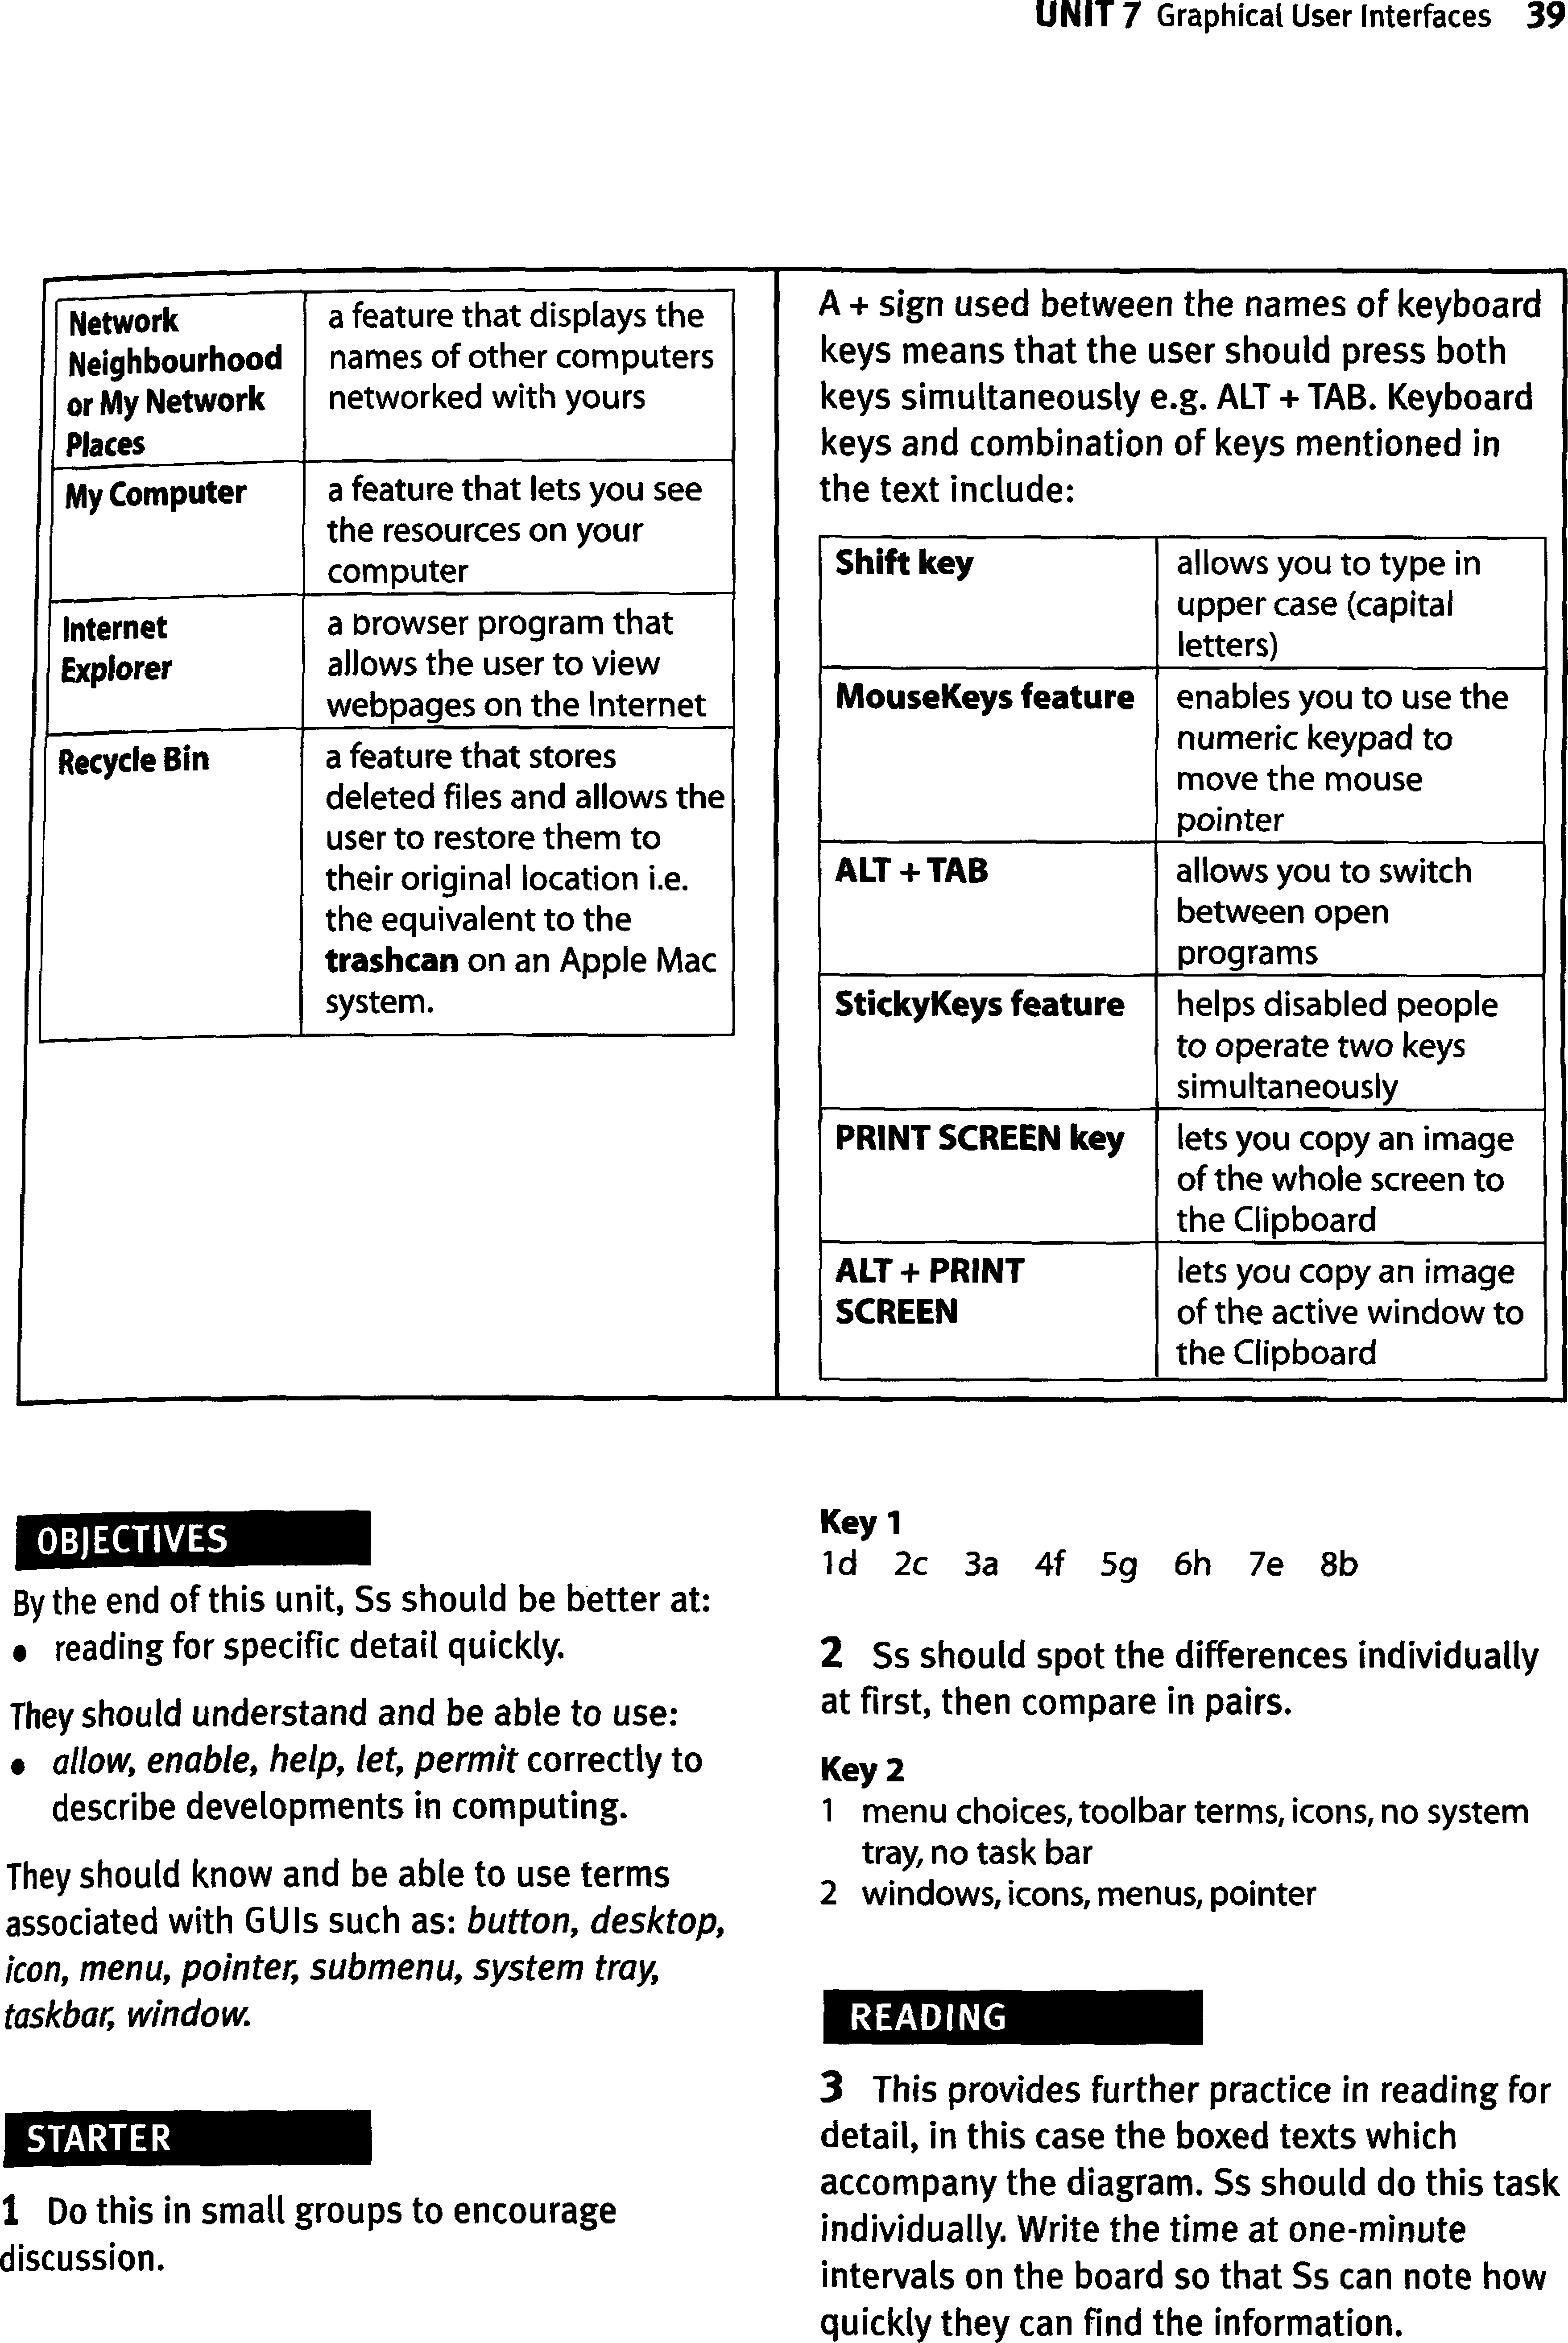 UNIT 7 Graphical User Interfaces 39
Network
Neighbourhood
or My Network
Places
a feature that displays the
names of other computers
networked with yours
My Computer
a feature that lets you see
the resources on your
computer
Internet
Explorer
a browser program that
allows the user to view
webpages on the Internet
Recycle Bin
a feature that stores
deleted files and allows the
user to restore them to
their original location i.e.
the equivalent to the
trashcan on an Apple Mac
system.
A + sign used between the names of keyboard
keys means that the user should press both
keys simultaneously e.g. ALT + TAB. Keyboard
keys and combination of keys mentioned in
the text include:
Shift key
allows you to type in
upper case (capital
letters)
MouseKeys feature
enables you to use the
numeric keypad to
move the mouse
pointer
ALT + TAB
allows you to switch
between open
programs
StickyKeys feature
helps disabled people
to operate two keys
simultaneously
PRINT SCREEN key
lets you copy an image
of the whole screen to
the Clipboard
ALT + PRINT
SCREEN
lets you copy an image
of the active window to
the Clipboard
OBJECTIVES
By the end of this unit, Ss should be better at:
• reading for specific detail quickly.
They should understand and be able to use:
• allow, enable, help, let, permit correctly to
describe developments in computing.
They should know and be able to use terms
associated with GUIs such as: button, desktop,
icon, menu, pointer, submenu, system tray,
taskbar, window.
STARTER
1 Do this in small groups to encourage
discussion.
Key 1
1d 2c 3a 4f 5g 6h 7e 8b
2 Ss should spot the differences individually
at first, then compare in pairs.
Key 2
1 menu choices, toolbar terms, icons, no system
tray, no task bar
2 windows, icons, menus, pointer
READING
3 This provides further practice in reading for
detail, in this case the boxed texts which
accompany the diagram. Ss should do this task
individually. Write the time at one-minute
intervals on the board so that Ss can note how
quickly they can find the information.